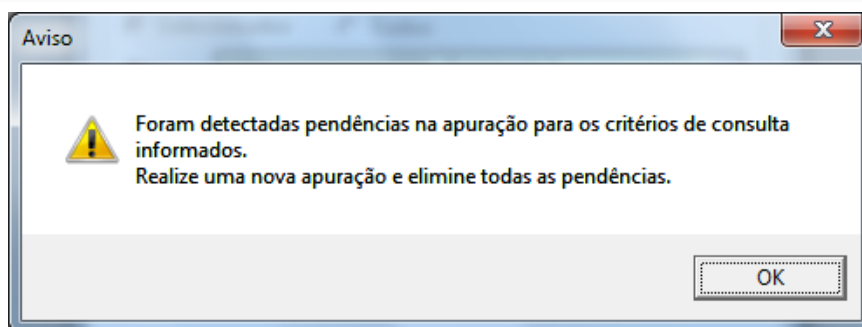 Aviso
Foram detectadas pendências na apuração para os critérios de consulta
informados.
Realize uma nova apuração e elimine todas as pendências.
OK